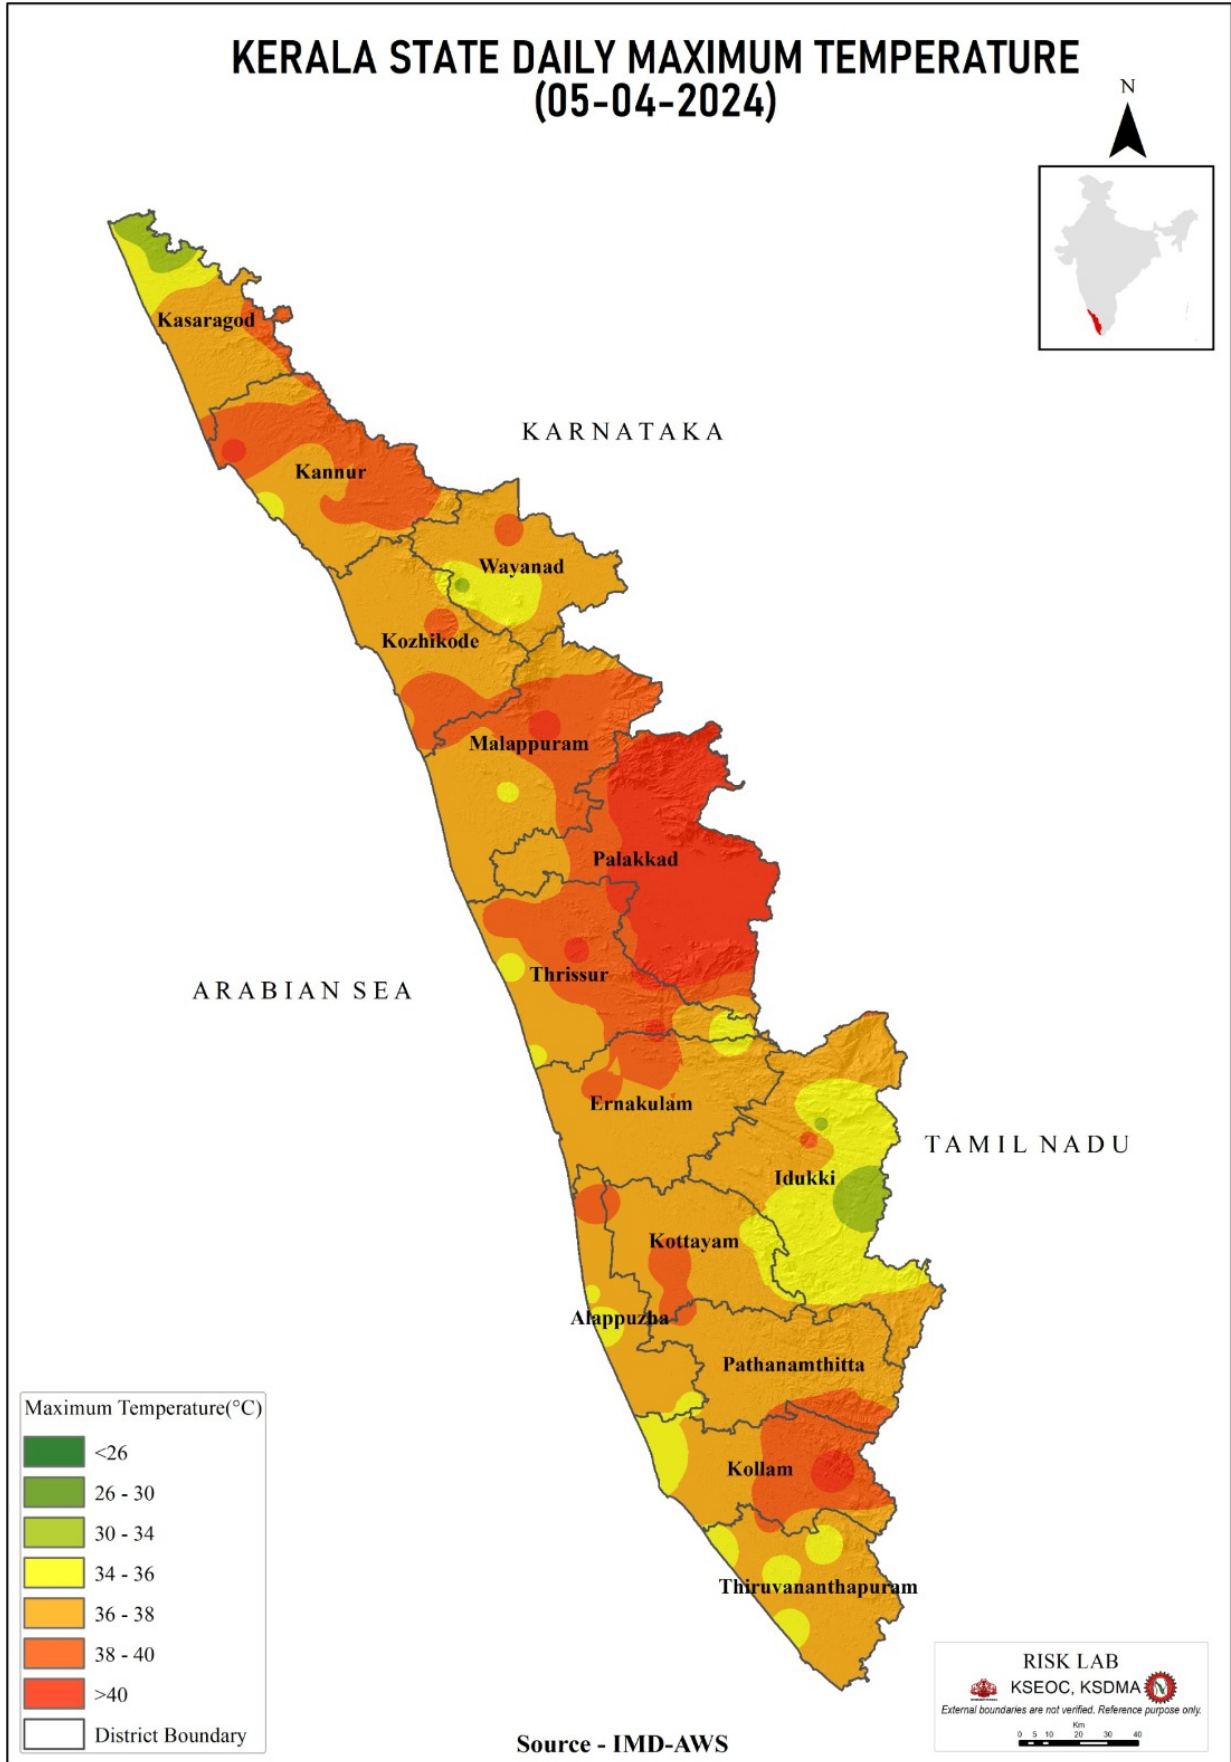 KERALA STATE DAILY MAXIMUM TEMPERATURE
(05-04-2024)
N
Kasaragod
KARNATAKA
Kannur
Wayanad
Kozhikode
Malappuram
Palakkad
Thrissur
ARABIAN SEA
Ernakulam
TAMIL NADU
Idukki
Kottayam
Alappuzha
Pathanamthitta
Kollam
Thiruvananthapuram
Maximum Temperature(°C)
<26
26 - 30
30 - 34
34 - 36
36 - 38
38 - 40
>40
District Boundary
RISK LAB
KSEOC, KSDMA
External boundaries are not verified. Reference purpose only.
Km
0 5 10 20 30 40
Source - IMD-AWS